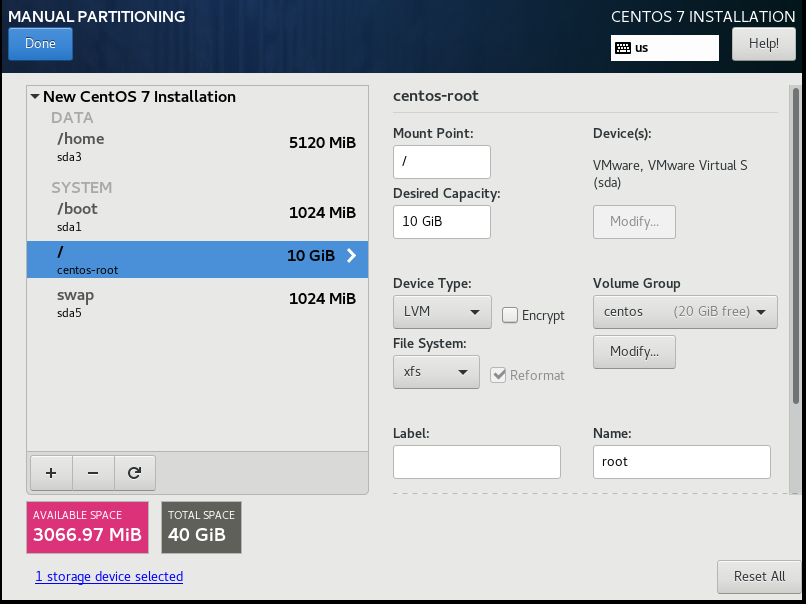 MANUAL PARTITIONING
CENTOS 7 INSTALLATION
Done
us
Help!
New CentOS 7 Installation
DATA
/home
5120 MiB
sda3
SYSTEM
/boot
1024 MiB
sda1
/
10 GiB
centos-root
swap
1024 MiB
sda5
+
−
AVAILABLE SPACE
3066.97 MiB
TOTAL SPACE
40 GiB
1 storage device selected
centos-root
Mount Point:
/
Device(s):
VMware, VMware Virtual S
(sda)
Desired Capacity:
10 GiB
Modify...
Device Type:
LVM
Encrypt
Volume Group
centos (20 GiB free)
File System:
xfs
Reformat
Modify...
Label:
Name:
root
Reset All